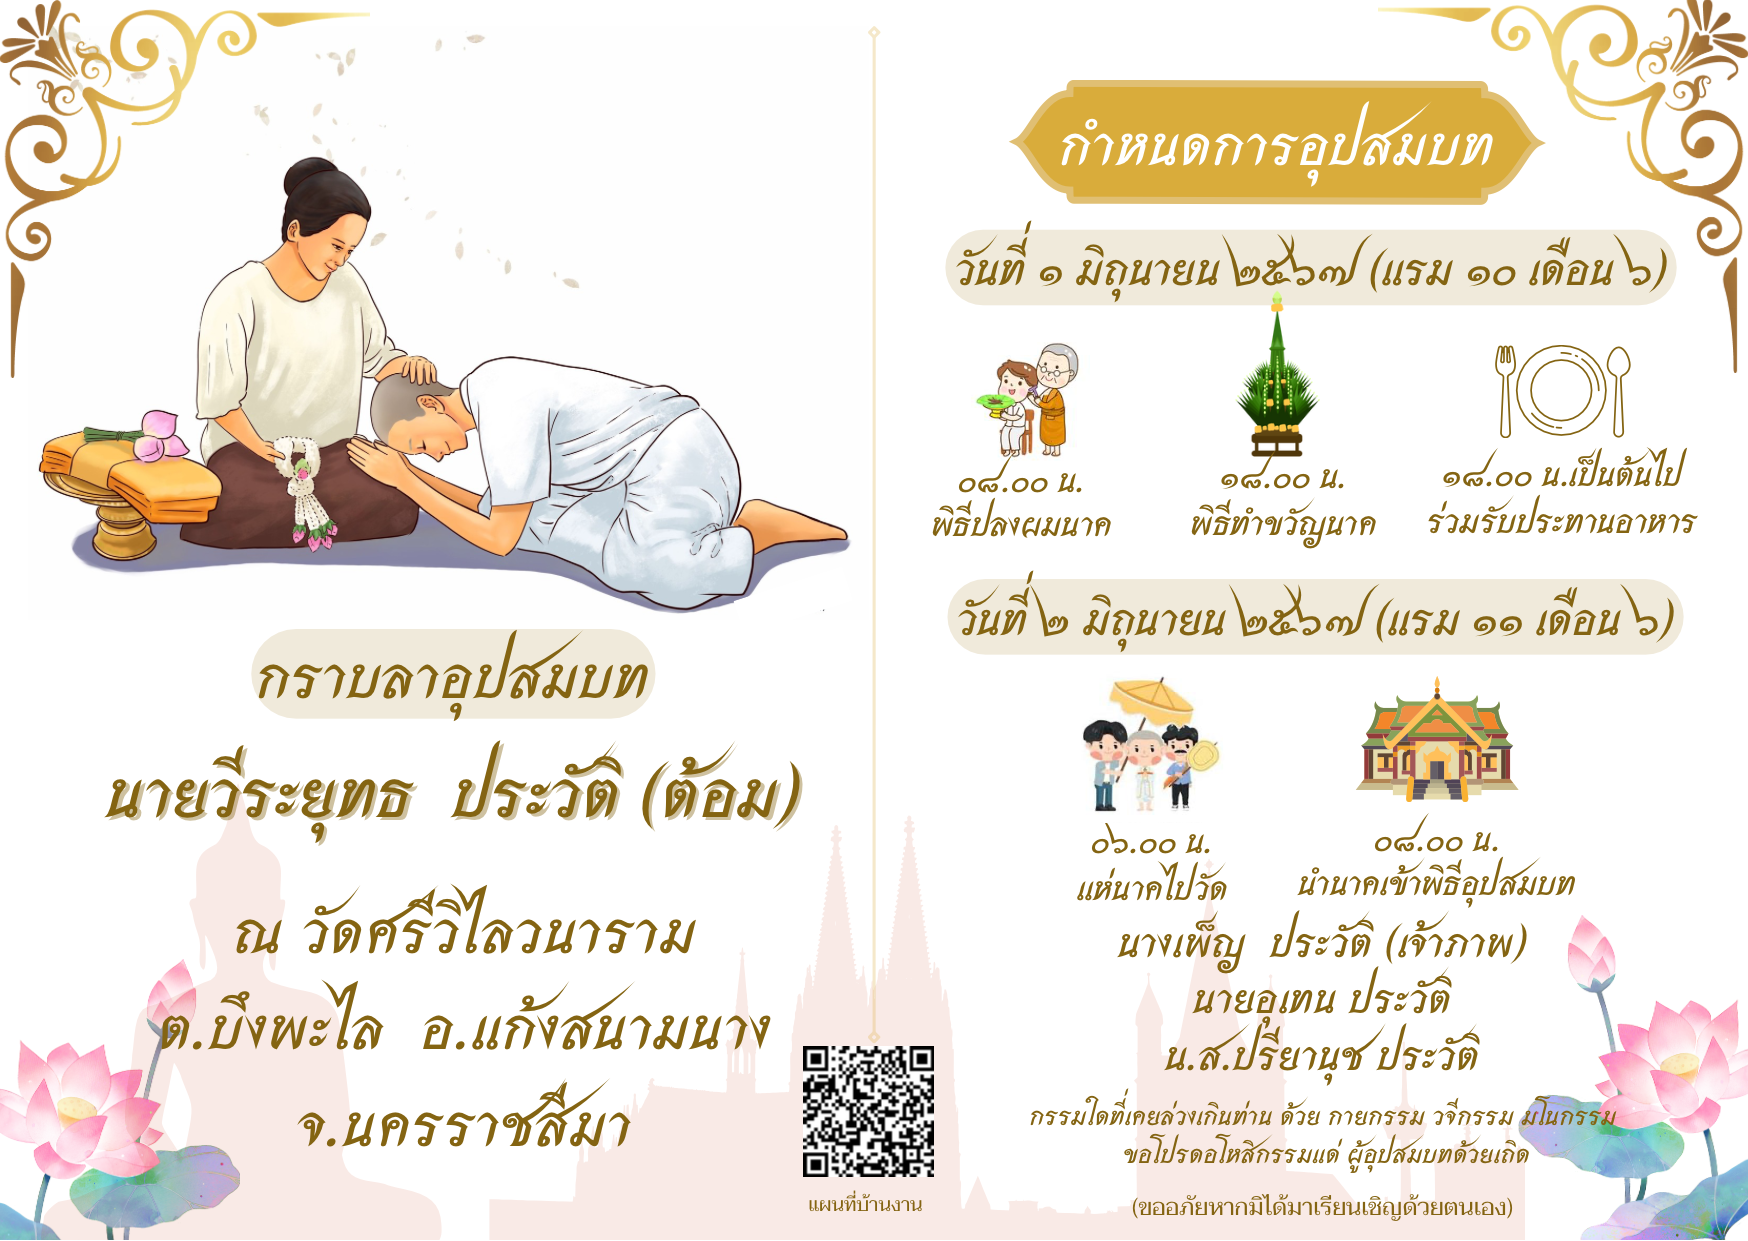 กราบลาอุปสมบท
นายวีระยุทธ ประวัติ (ต้อม)
ณ วัดศรีวิไลวนาราม
ต.บึงพะไล อ.แก้งสนามนาง
จ.นครราชสีมา
แผนที่บ้านงาน
กำหนดการอุปสมบท
วันที่ ๑ มิถุนายน ๒๕๖๗ (แรม ๑๐ เดือน ๖)
๐๘.๐๐ น.
พิธีปลงผมนาค
๑๘.๐๐ น.
พิธีทำขวัญนาค
๑๘.๐๐ น.เป็นต้นไป
ร่วมรับประทานอาหาร
วันที่ ๒ มิถุนายน ๒๕๖๗ (แรม ๑๑ เดือน ๖)
๐๖.๐๐ น.
แห่นาคไปวัด
๐๘.๐๐ น.
นำนาคเข้าพิธีอุปสมบท
นางเพ็ญ ประวัติ (เจ้าภาพ)
นายอุเทน ประวัติ
น.ส.ปรียานุช ประวัติ
กรรมใดที่เคยล่วงเกินท่าน ด้วย กายกรรม วจีกรรม มโนกรรม
ขอโปรดอโหสิกรรมแด่ ผู้อุปสมบทด้วยเถิด
(ขออภัยหากมิได้มาเรียนเชิญด้วยตนเอง)